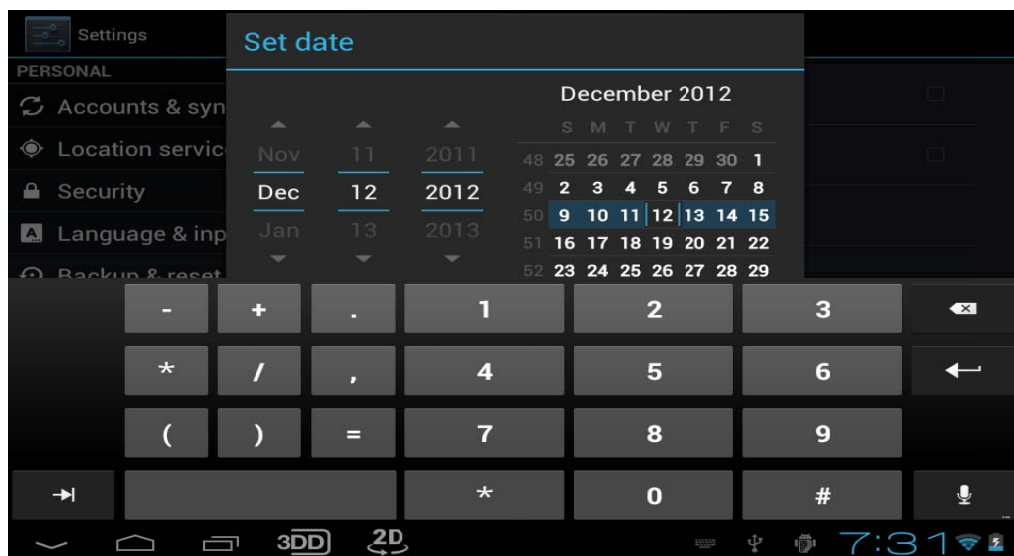 Settings
Set date
PERSONAL
Accounts & syn
Location servic
Security
Language & inp
Backup & reset
December 2012
S M T W T F S
Nov 11 2011
48 25 26 27 28 29 30 1
Dec 12 2012
49 2 3 4 5 6 7 8
50 9 10 11 12 13 14 15
Jan 13 2013
51 16 17 18 19 20 21 22
52 23 24 25 26 27 28 29
- + . 1 2 3
* / , 4 5 6
( ) = 7 8 9
* 0 #
3DD 2D 7:31